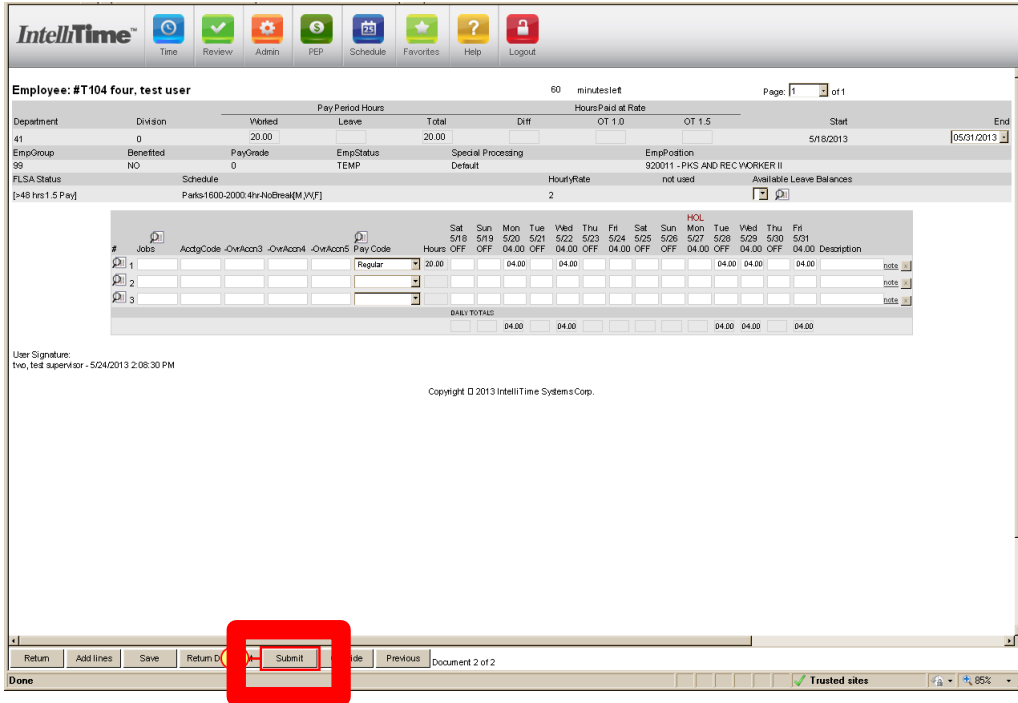 IntelliTime™
Time Review Admin PEP Schedule Favorites Help Logout
Employee: #T104 four, test user 60 minutes left Page: 1 of 1
Pay Period Hours Hours Paid at Rate
Department Division Worked Leave Total Diff OT 1.0 OT 1.5 Start End
41 0 20.00 20.00 5/18/2013 05/31/2013
EmpGroup Benefited PayGrade EmpStatus Special Processing EmpPosition
99 NO 0 TEMP Default 920011 - PKS AND REC WORKER II
FLSA Status Schedule HourlyRate not used Available Leave Balances
[>48 hrs 1.5 Pay] Parks-1600-2000:4hr-NoBreak[M,W,F] 2
HOL
Sat Sun Mon Tue Wed Thu Fri Sat Sun Mon Tue Wed Thu Fri
5/18 5/19 5/20 5/21 5/22 5/23 5/24 5/25 5/26 5/27 5/28 5/29 5/30 5/31
# Jobs AcctgCode -OvrAccn3 -OvrAccn4 -OvrAccn5 Pay Code Hours OFF OFF 04.00 OFF 04.00 OFF 04.00 OFF OFF 04.00 OFF 04.00 OFF 04.00 Description
1 Regular 20.00 04.00 04.00 04.00 04.00 04.00 note x
2 note x
3 note x
DAILY TOTALS
04.00 04.00 04.00 04.00 04.00
User Signature:
two, test supervisor - 5/24/2013 2:08:30 PM
Copyright □ 2013 IntelliTime Systems Corp.
Return Add lines Save Return D Submit ide Previous Document 2 of 2
Done Trusted sites 85%